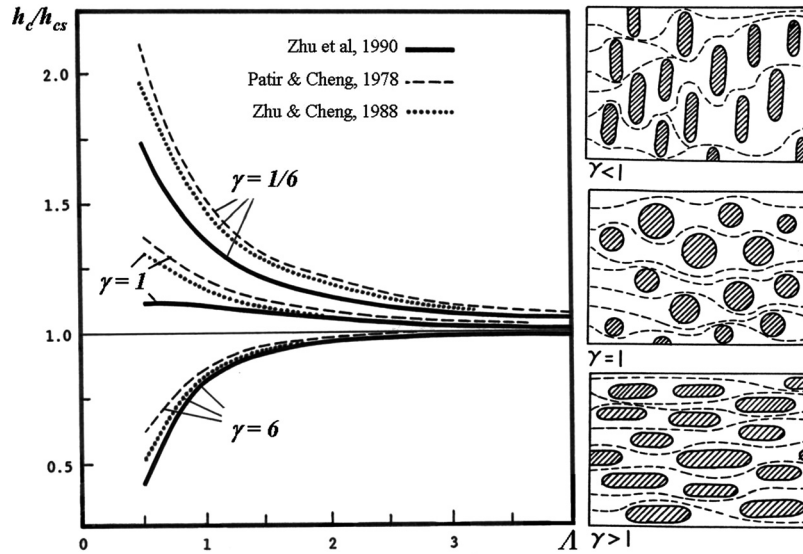 h_c/h_cs
Zhu et al, 1990
Patir & Cheng, 1978
Zhu & Cheng, 1988
2.0
1.5
1.0
0.5
γ = 1/6
γ = 1
γ = 6
0
1
2
3
Λ
γ<1
γ=1
γ>1